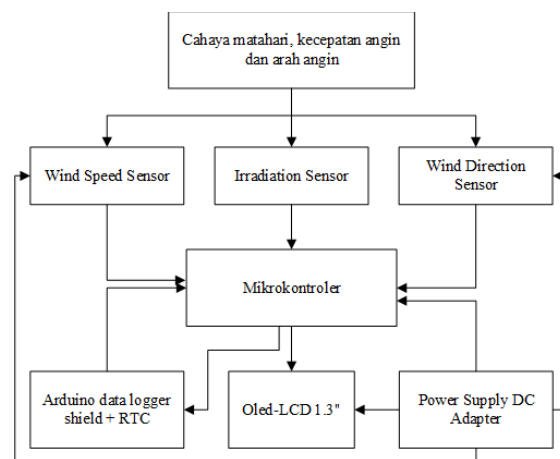 Cahaya matahari, kecepatan angin
dan arah angin
Wind Speed Sensor
Irradiation Sensor
Wind Direction
Sensor
Mikrokontroler
Arduino data logger
shield + RTC
Oled-LCD 1.3"
Power Supply DC
Adapter